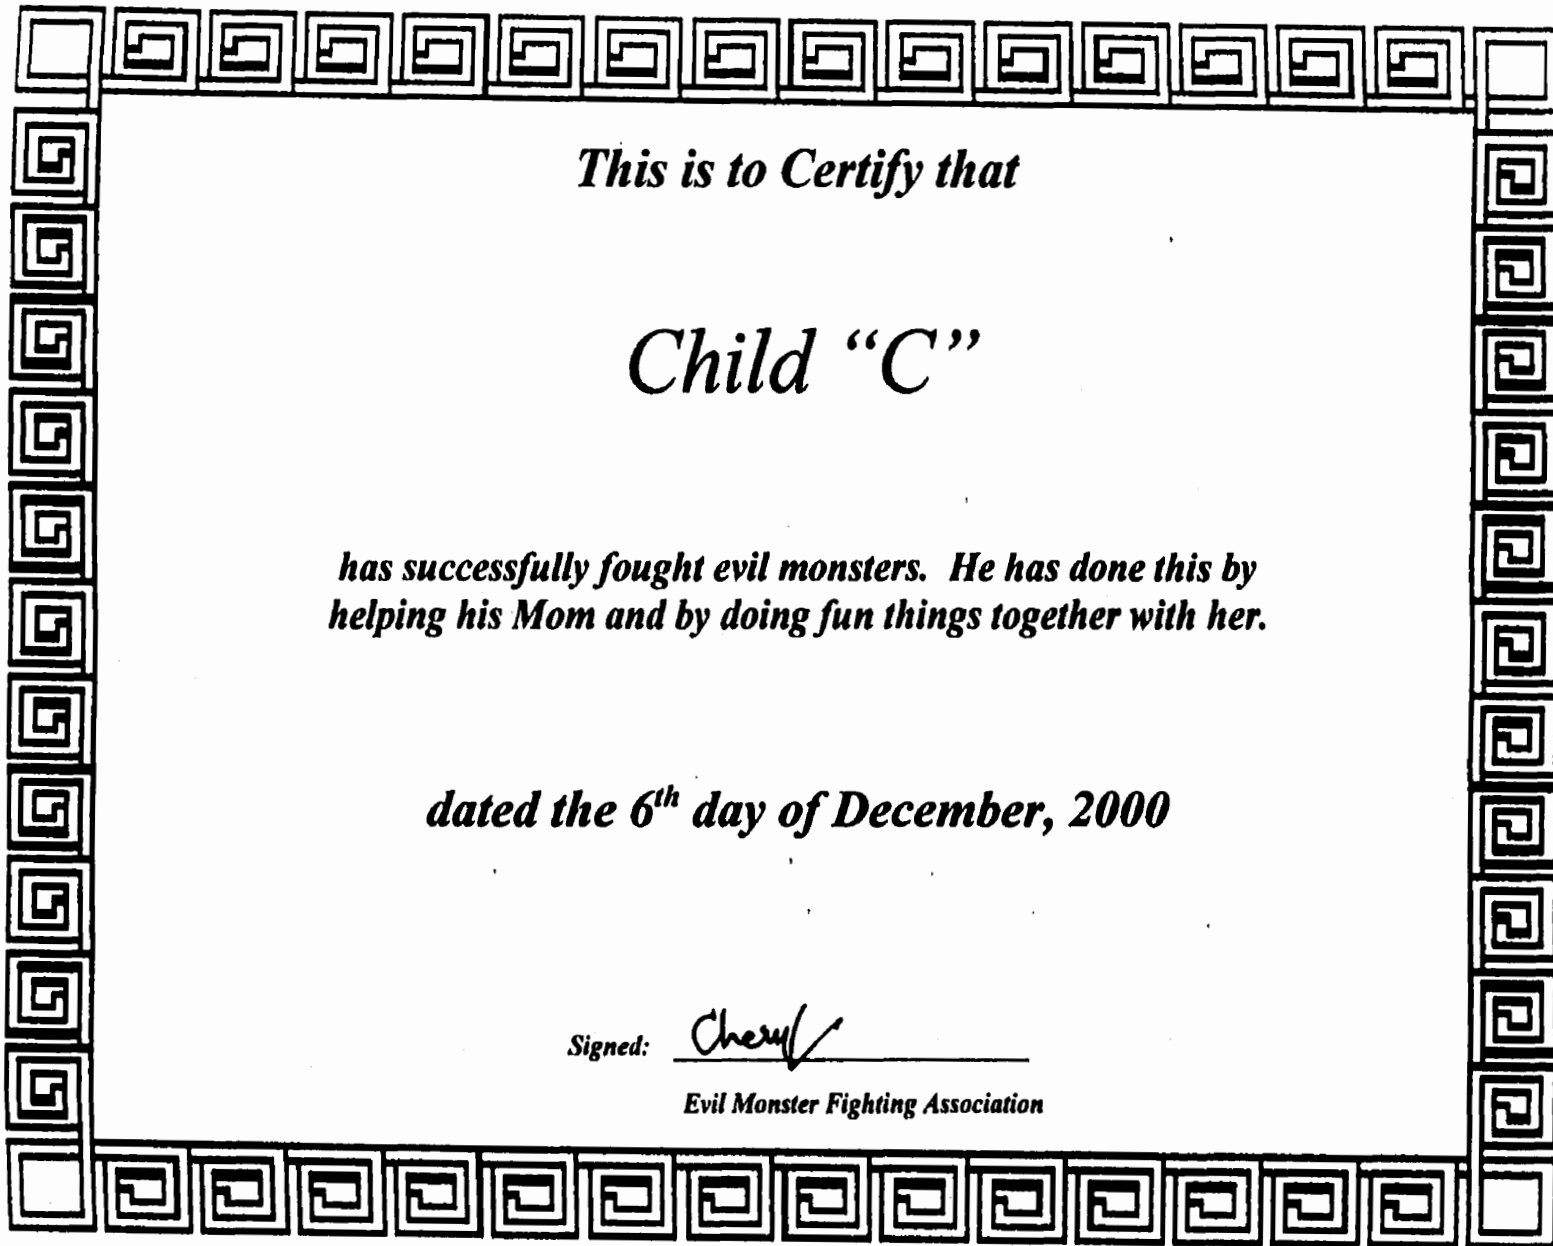 This is to Certify that
Child “C”
has successfully fought evil monsters. He has done this by
helping his Mom and by doing fun things together with her.
dated the 6th day of December, 2000
Signed: Cheryl
Evil Monster Fighting Association